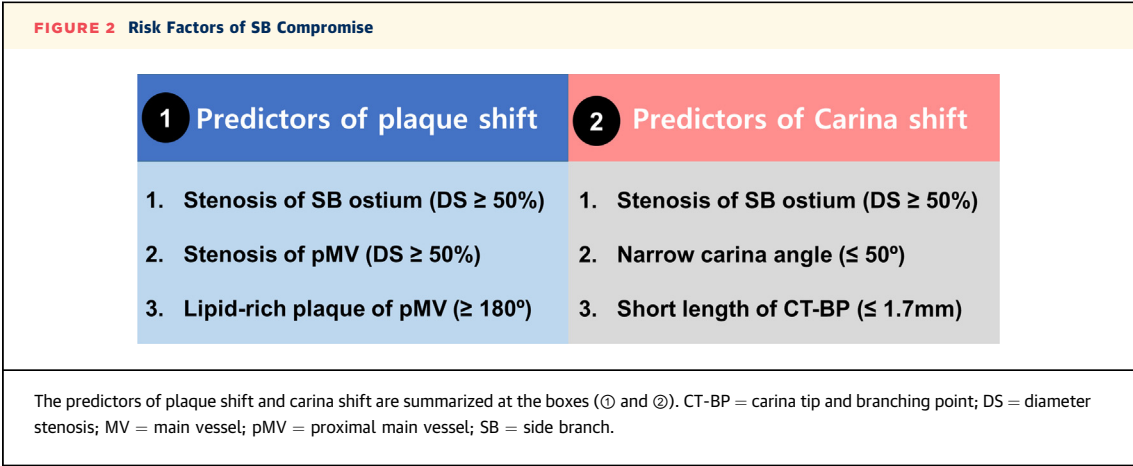 FIGURE 2 Risk Factors of SB Compromise
1 Predictors of plaque shift
1. Stenosis of SB ostium (DS ≥ 50%)
2. Stenosis of pMV (DS ≥ 50%)
3. Lipid-rich plaque of pMV (≥ 180º)
2 Predictors of Carina shift
1. Stenosis of SB ostium (DS ≥ 50%)
2. Narrow carina angle (≤ 50º)
3. Short length of CT-BP (≤ 1.7mm)
The predictors of plaque shift and carina shift are summarized at the boxes (① and ②). CT-BP = carina tip and branching point; DS = diameter
stenosis; MV = main vessel; pMV = proximal main vessel; SB = side branch.